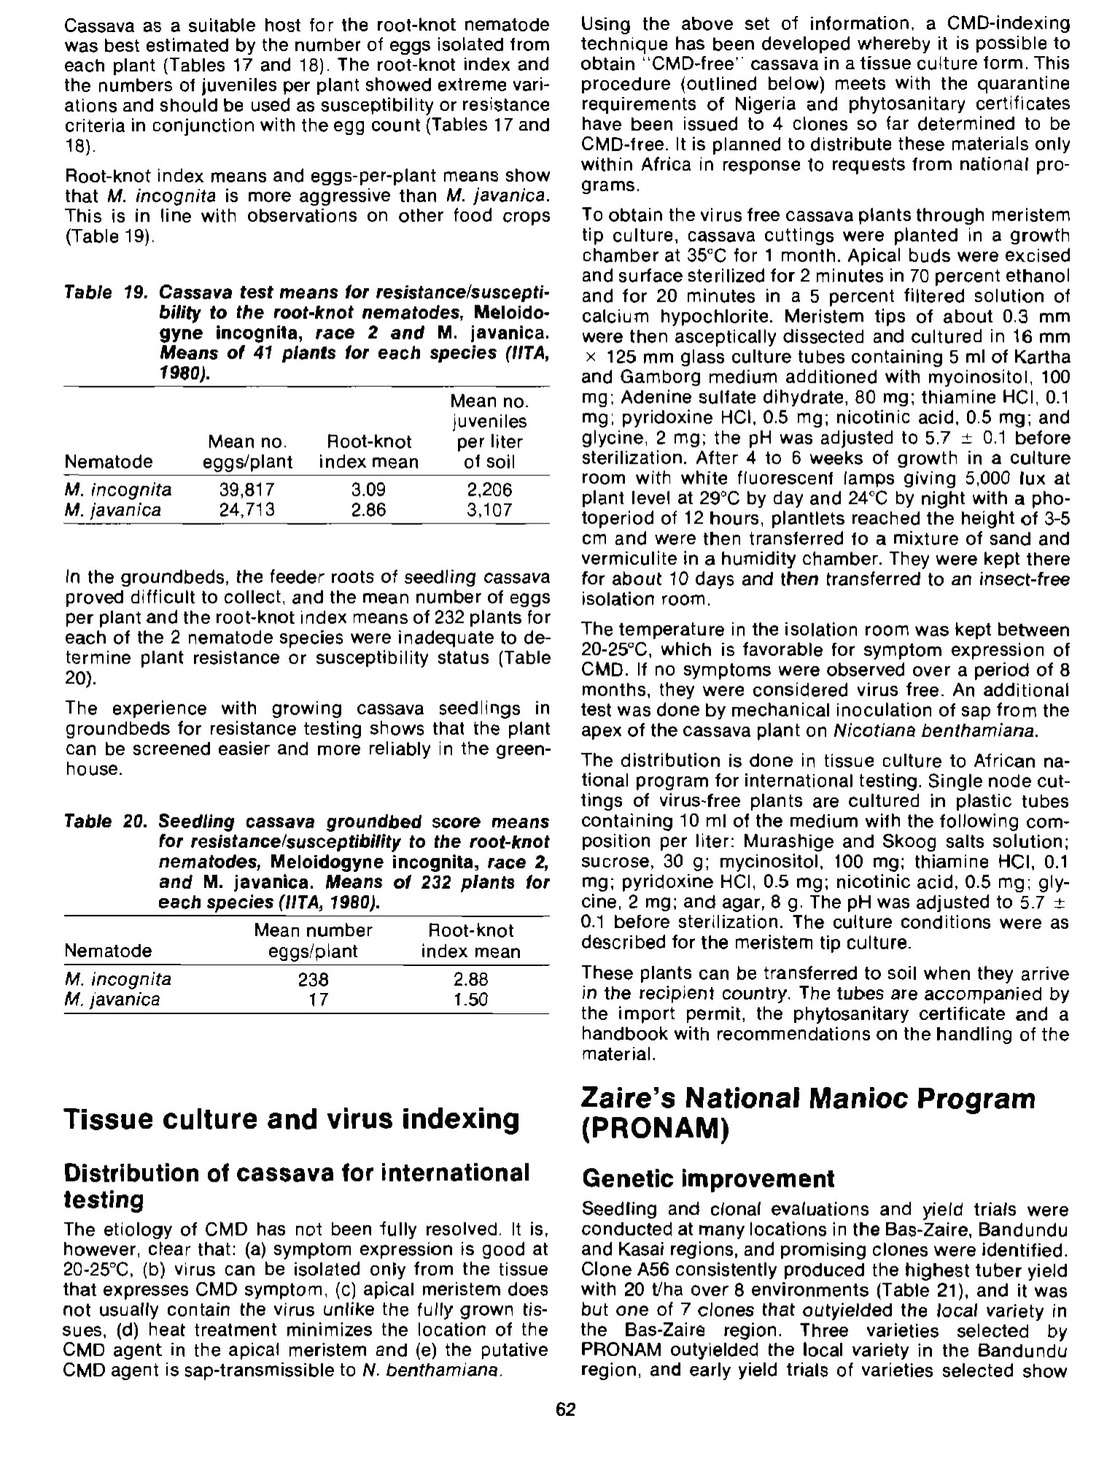 Cassava as a suitable host for the root-knot nematode
was best estimated by the number of eggs isolated from
each plant (Tables 17 and 18). The root-knot index and
the numbers of juveniles per plant showed extreme vari-
ations and should be used as susceptibility or resistance
criteria in conjunction with the egg count (Tables 17 and
18).
Root-knot index means and eggs-per-plant means show
that M. incognita is more aggressive than M. javanica.
This is in line with observations on other food crops
(Table 19).
Table 19. Cassava test means for resistance/suscepti-
bility to the root-knot nematodes, Meloido-
gyne incognita, race 2 and M. javanica.
Means of 41 plants for each species (IITA,
1980).
Mean no.
juveniles
Mean no. Root-knot per liter
Nematode eggs/plant index mean of soil
M. incognita 39,817 3.09 2,206
M. javanica 24,713 2.86 3,107
In the groundbeds, the feeder roots of seedling cassava
proved difficult to collect, and the mean number of eggs
per plant and the root-knot index means of 232 plants for
each of the 2 nematode species were inadequate to de-
termine plant resistance or susceptibility status (Table
20).
The experience with growing cassava seedlings in
groundbeds for resistance testing shows that the plant
can be screened easier and more reliably in the green-
house.
Table 20. Seedling cassava groundbed score means
for resistance/susceptibility to the root-knot
nematodes, Meloidogyne incognita, race 2,
and M. javanica. Means of 232 plants for
each species (IITA, 1980).
Mean number Root-knot
Nematode eggs/plant index mean
M. incognita 238 2.88
M. javanica 17 1.50
Tissue culture and virus indexing
Distribution of cassava for international
testing
The etiology of CMD has not been fully resolved. It is,
however, clear that: (a) symptom expression is good at
20-25°C, (b) virus can be isolated only from the tissue
that expresses CMD symptom, (c) apical meristem does
not usually contain the virus unlike the fully grown tis-
sues, (d) heat treatment minimizes the location of the
CMD agent in the apical meristem and (e) the putative
CMD agent is sap-transmissible to N. benthamiana.
Using the above set of information, a CMD-indexing
technique has been developed whereby it is possible to
obtain "CMD-free" cassava in a tissue culture form. This
procedure (outlined below) meets with the quarantine
requirements of Nigeria and phytosanitary certificates
have been issued to 4 clones so far determined to be
CMD-free. It is planned to distribute these materials only
within Africa in response to requests from national pro-
grams.
To obtain the virus free cassava plants through meristem
tip culture, cassava cuttings were planted in a growth
chamber at 35°C for 1 month. Apical buds were excised
and surface sterilized for 2 minutes in 70 percent ethanol
and for 20 minutes in a 5 percent filtered solution of
calcium hypochlorite. Meristem tips of about 0.3 mm
were then asceptically dissected and cultured in 16 mm
× 125 mm glass culture tubes containing 5 ml of Kartha
and Gamborg medium additioned with myoinositol, 100
mg; Adenine sulfate dihydrate, 80 mg; thiamine HCI, 0.1
mg; pyridoxine HCI, 0.5 mg; nicotinic acid, 0.5 mg; and
glycine, 2 mg; the pH was adjusted to 5.7 ± 0.1 before
sterilization. After 4 to 6 weeks of growth in a culture
room with white fluorescent lamps giving 5,000 lux at
plant level at 29°C by day and 24°C by night with a pho-
toperiod of 12 hours, plantlets reached the height of 3-5
cm and were then transferred to a mixture of sand and
vermiculite in a humidity chamber. They were kept there
for about 10 days and then transferred to an insect-free
isolation room.
The temperature in the isolation room was kept between
20-25°C, which is favorable for symptom expression of
CMD. If no symptoms were observed over a period of 8
months, they were considered virus free. An additional
test was done by mechanical inoculation of sap from the
apex of the cassava plant on Nicotiana benthamiana.
The distribution is done in tissue culture to African na-
tional program for international testing. Single node cut-
tings of virus-free plants are cultured in plastic tubes
containing 10 ml of the medium with the following com-
position per liter: Murashige and Skoog salts solution;
sucrose, 30 g; mycinositol, 100 mg; thiamine HCI, 0.1
mg; pyridoxine HCI, 0.5 mg; nicotinic acid, 0.5 mg; gly-
cine, 2 mg; and agar, 8 g. The pH was adjusted to 5.7 ±
0.1 before sterilization. The culture conditions were as
described for the meristem tip culture.
These plants can be transferred to soil when they arrive
in the recipient country. The tubes are accompanied by
the import permit, the phytosanitary certificate and a
handbook with recommendations on the handling of the
material.
Zaire's National Manioc Program
(PRONAM)
Genetic improvement
Seedling and clonal evaluations and yield trials were
conducted at many locations in the Bas-Zaire, Bandundu
and Kasai regions, and promising clones were identified.
Clone A56 consistently produced the highest tuber yield
with 20 t/ha over 8 environments (Table 21), and it was
but one of 7 clones that outyielded the local variety in
the Bas-Zaire region. Three varieties selected by
PRONAM outyielded the local variety in the Bandundu
region, and early yield trials of varieties selected show
62